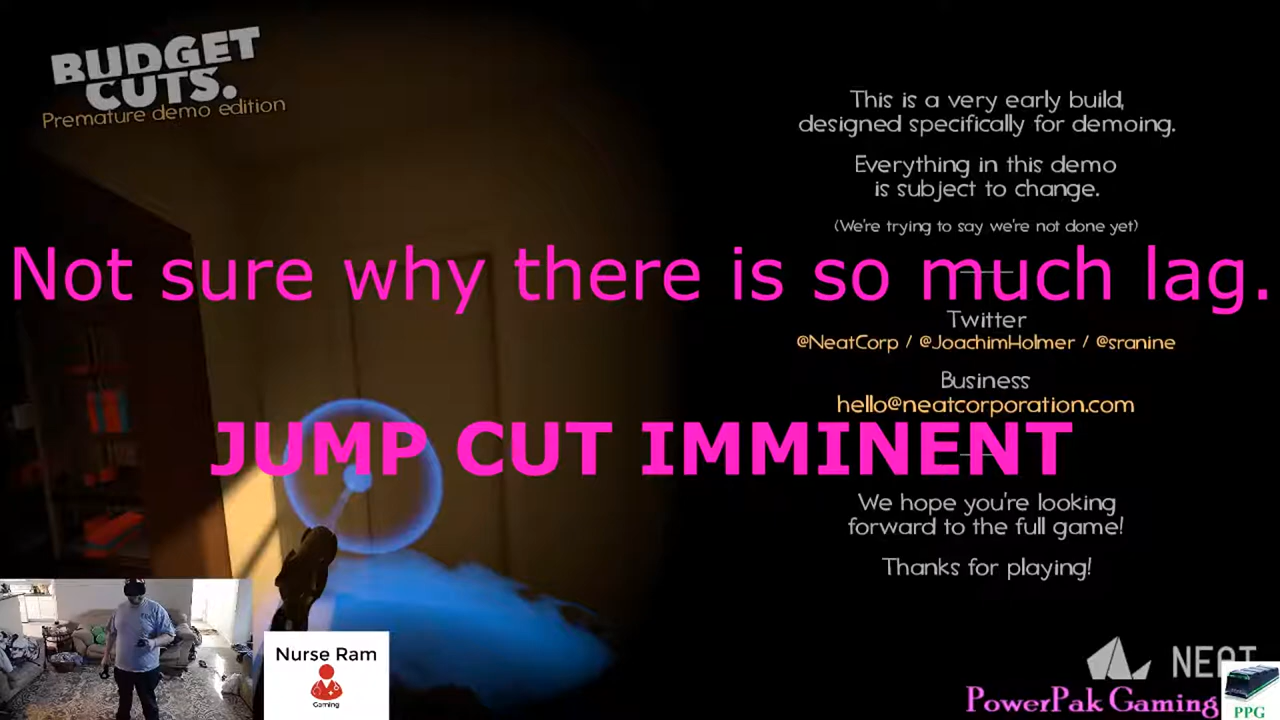 BUDGET
CUTS.
Premature demo edition
This is a very early build,
designed specifically for demoing.
Everything in this demo
is subject to change.
(We're trying to say we're not done yet)
Not sure why there is so much lag.
Twitter
@NeatCorp / @JoachimHolmer / @sranine
Business
hello@neatcorporation.com
JUMP CUT IMMINENT
We hope you're looking
forward to the full game!
Thanks for playing!
Nurse Ram
Gaming
NEAT
PowerPak Gaming
PPG